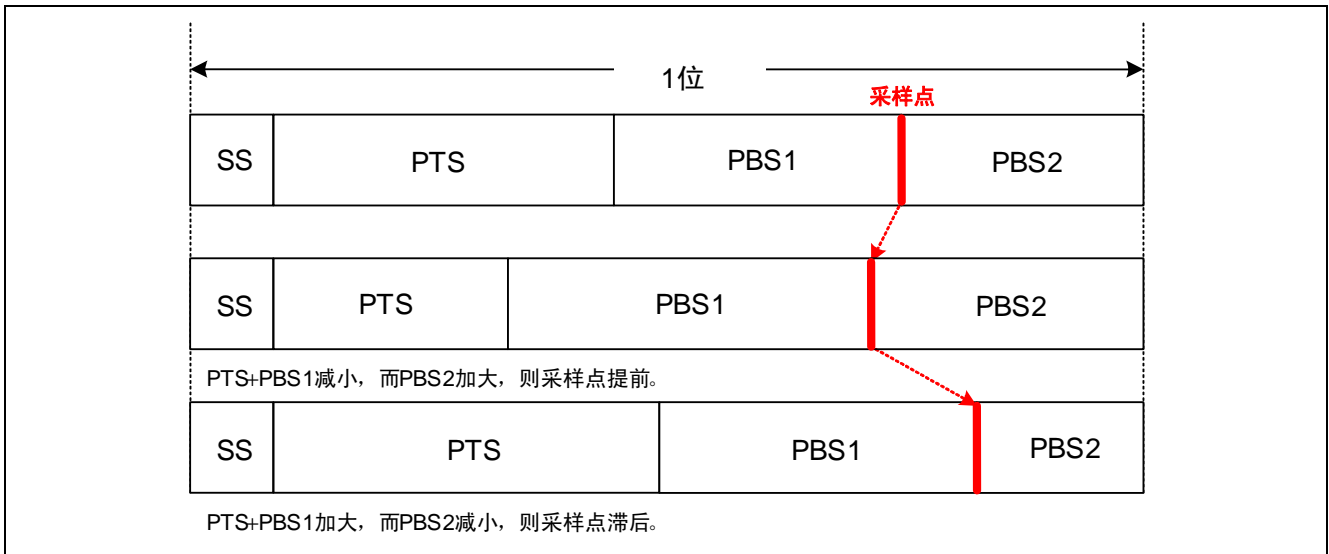 1位
采样点
SS PTS PBS1 PBS2
SS PTS PBS1 PBS2
PTS+PBS1减小，而PBS2加大，则采样点提前。
SS PTS PBS1 PBS2
PTS+PBS1加大，而PBS2减小，则采样点滞后。